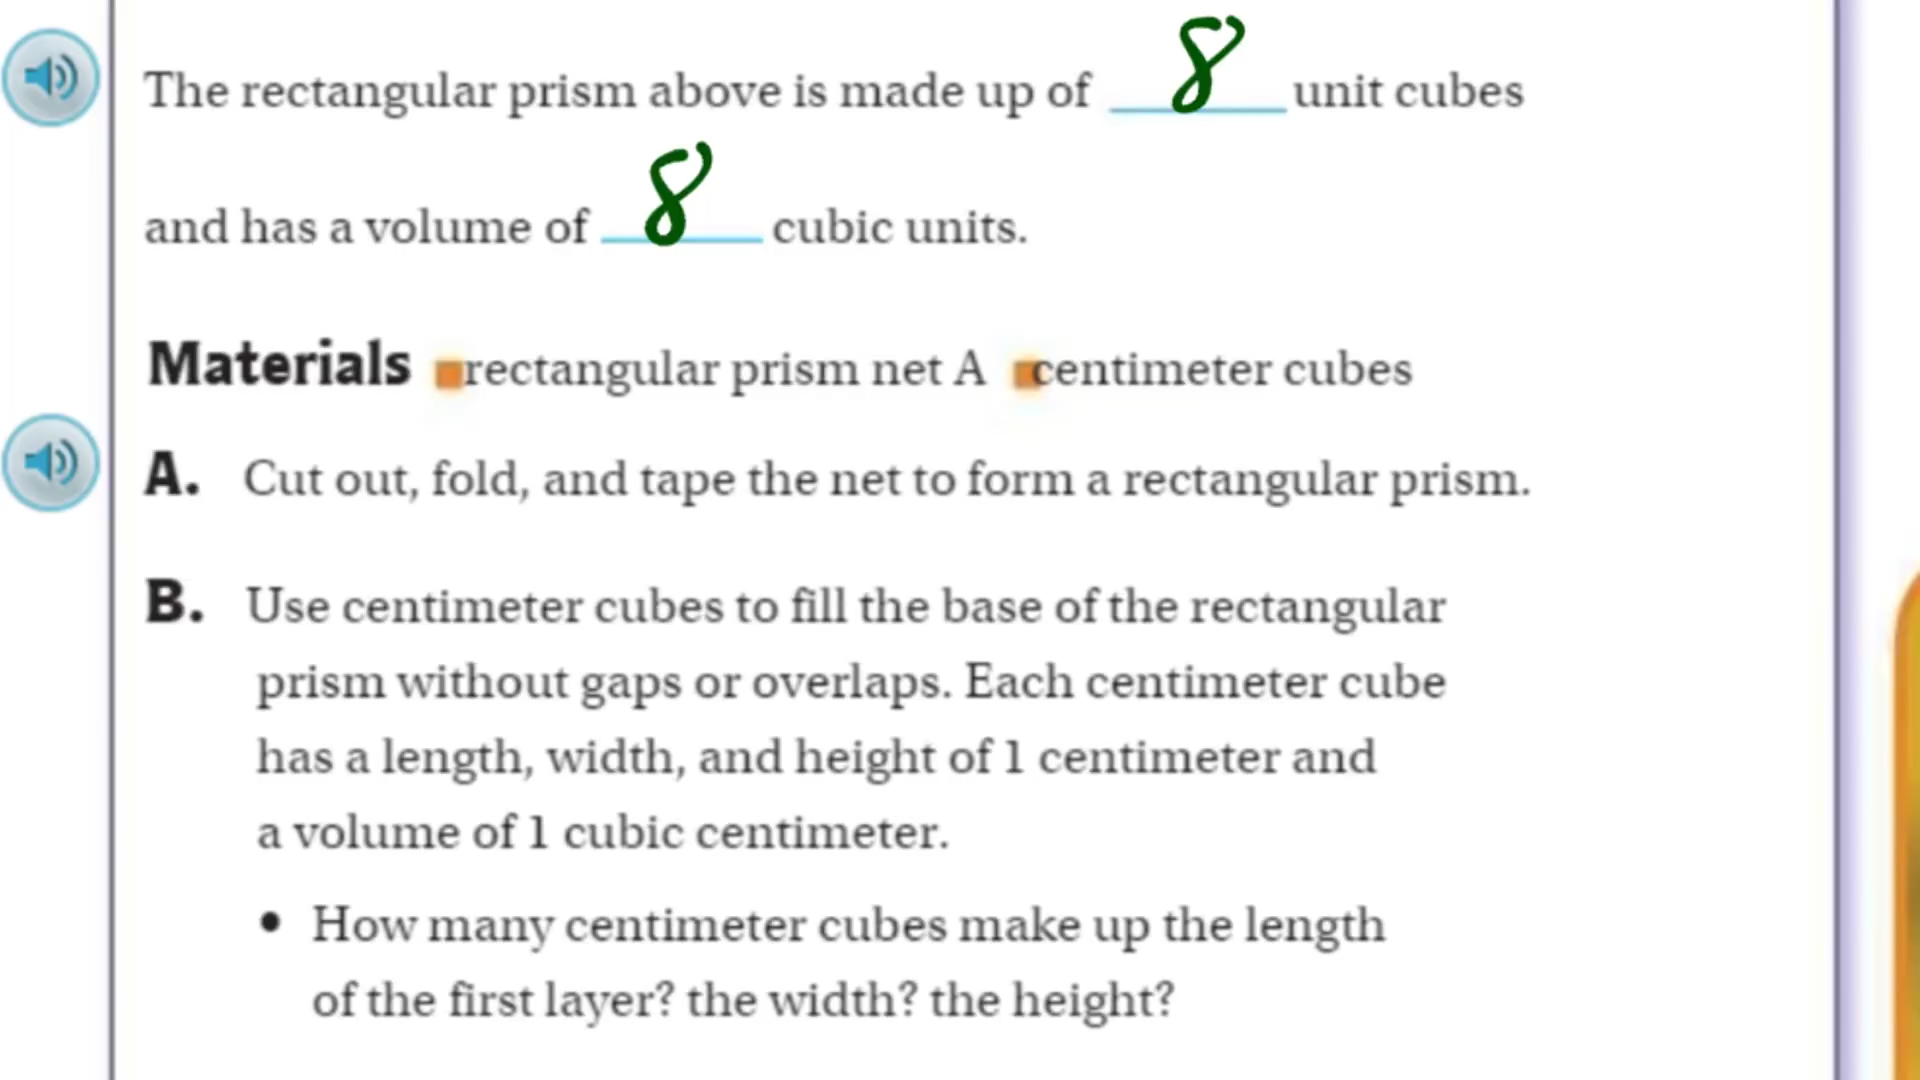 The rectangular prism above is made up of 8 unit cubes
and has a volume of 8 cubic units.
Materials ■ rectangular prism net A ■ centimeter cubes
A. Cut out, fold, and tape the net to form a rectangular prism.
B. Use centimeter cubes to fill the base of the rectangular
prism without gaps or overlaps. Each centimeter cube
has a length, width, and height of 1 centimeter and
a volume of 1 cubic centimeter.
• How many centimeter cubes make up the length
of the first layer? the width? the height?